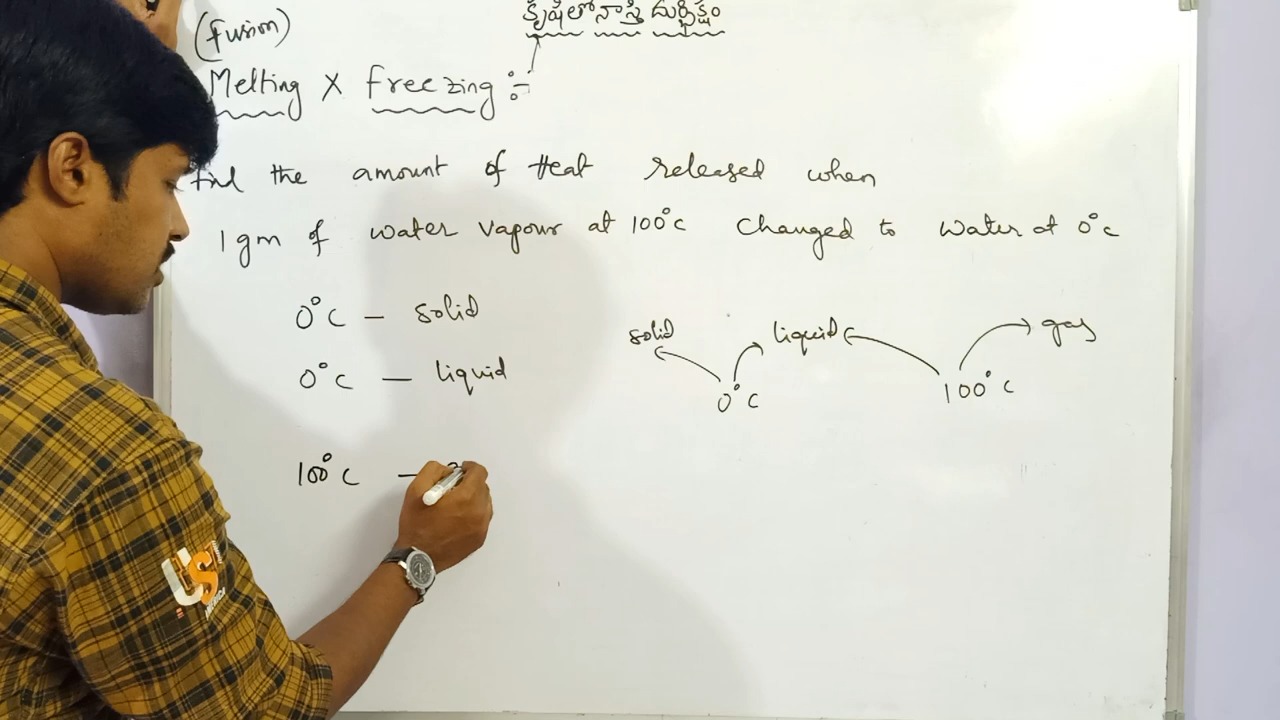 (Fusion)
కృషితో నాస్తి దుర్భిక్షం
Melting X Freezing :-
Find the amount of Heat released when
1 gm of water vapour at 100°C Changed to water at 0°C
0°C — solid
0°C — liquid
solid liquid gas
0°C 100°C
100°C —
US